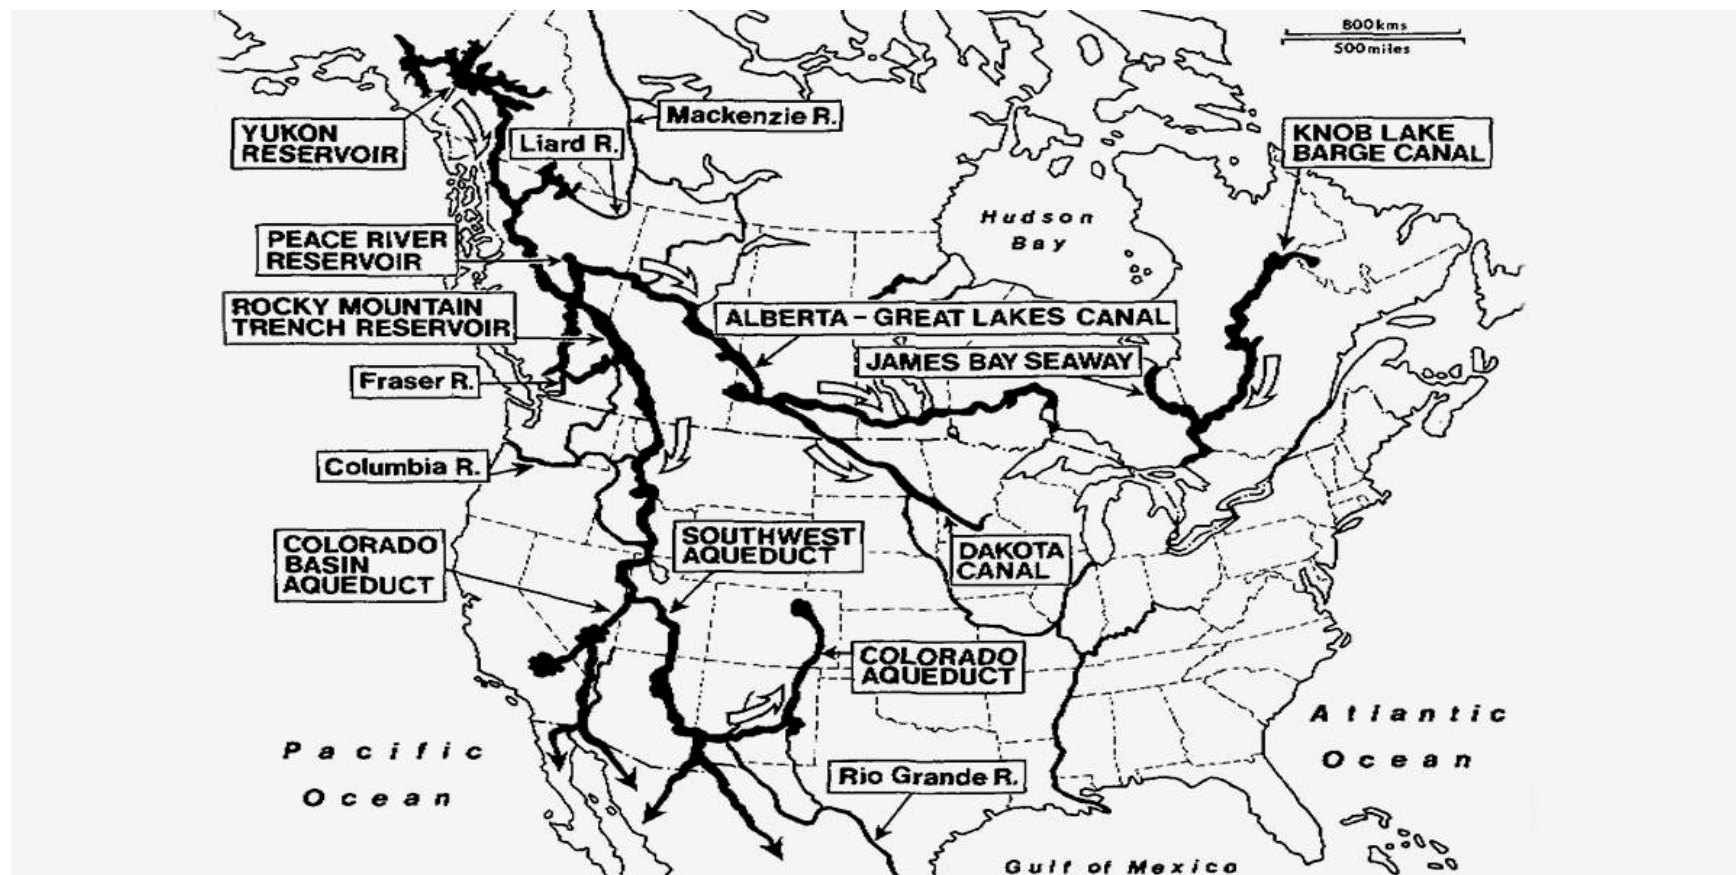 800kms
500miles
Mackenzie R.
YUKON
RESERVOIR
Liard R.
KNOB LAKE
BARGE CANAL
Hudson
Bay
PEACE RIVER
RESERVOIR
ROCKY MOUNTAIN
TRENCH RESERVOIR
ALBERTA – GREAT LAKES CANAL
JAMES BAY SEAWAY
Fraser R.
Columbia R.
COLORADO
BASIN
AQUEDUCT
SOUTHWEST
AQUEDUCT
DAKOTA
CANAL
COLORADO
AQUEDUCT
Atlantic
Ocean
Pacific
Ocean
Rio Grande R.
Gulf of Mexico